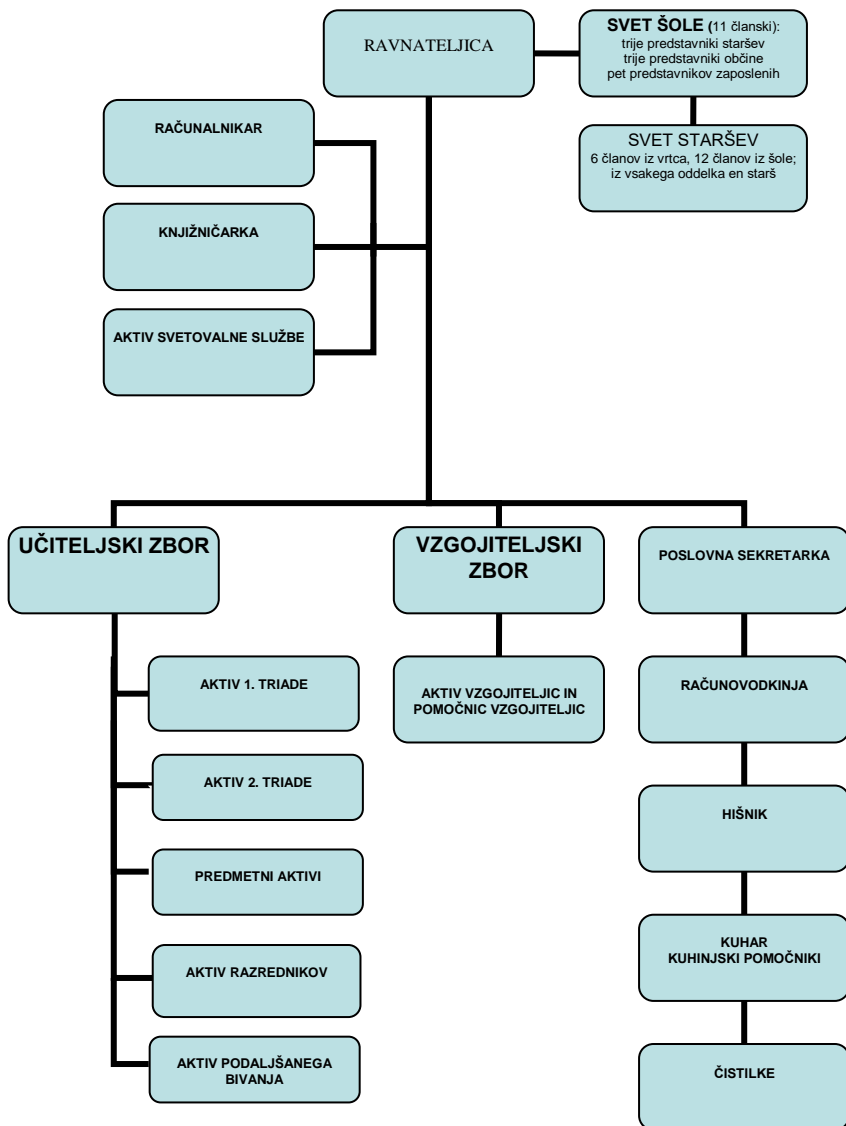 RAVNATELJICA
SVET ŠOLE (11 članski):
trije predstavniki staršev
trije predstavniki občine
pet predstavnikov zaposlenih
SVET STARŠEV
6 članov iz vrtca, 12 članov iz šole;
iz vsakega oddelka en starš
RAČUNALNIKAR
KNJIŽNIČARKA
AKTIV SVETOVALNE SLUŽBE
UČITELJSKI ZBOR
AKTIV 1. TRIADE
AKTIV 2. TRIADE
PREDMETNI AKTIVI
AKTIV RAZREDNIKOV
AKTIV PODALJŠANEGA
BIVANJA
VZGOJITELJSKI
ZBOR
AKTIV VZGOJITELJIC IN
POMOČNIC VZGOJITELJIC
POSLOVNA SEKRETARKA
RAČUNOVODKINJA
HIŠNIK
KUHAR
KUHINJSKI POMOČNIKI
ČISTILKE